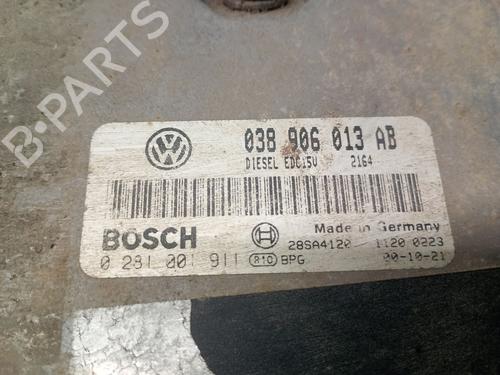 038 906 013 AB
DIESEL EDC15V 2164
BOSCH
Made in Germany
28SA4120 1120 0223
0 281 001 911 BPG 00-10-21